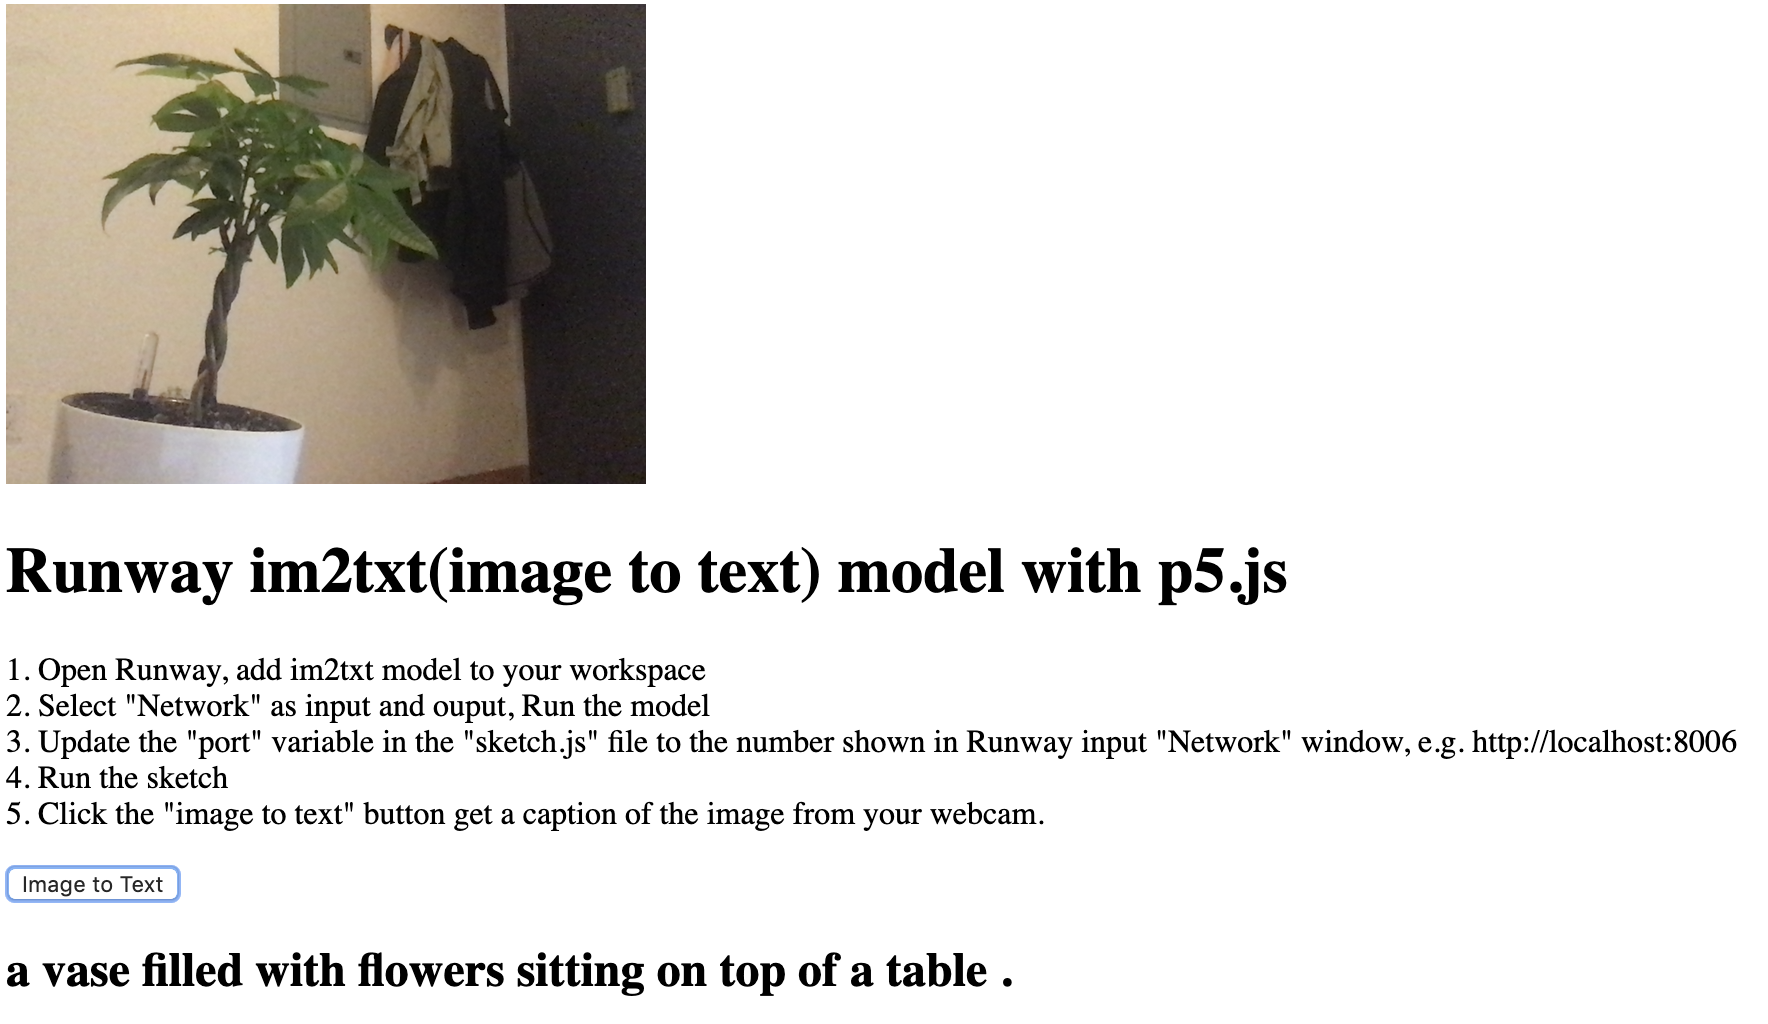 Runway im2txt(image to text) model with p5.js
1. Open Runway, add im2txt model to your workspace
2. Select "Network" as input and ouput, Run the model
3. Update the "port" variable in the "sketch.js" file to the number shown in Runway input "Network" window, e.g. http://localhost:8006
4. Run the sketch
5. Click the "image to text" button get a caption of the image from your webcam.
Image to Text
a vase filled with flowers sitting on top of a table .